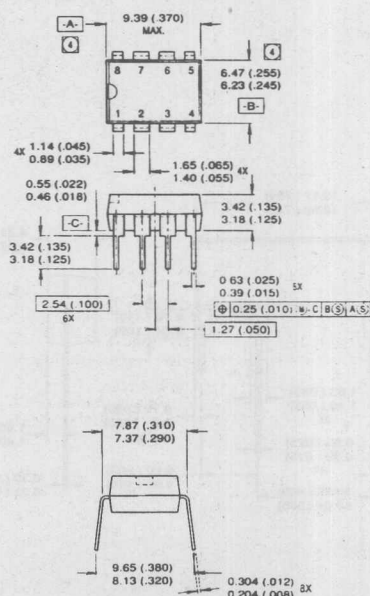 -A-
9.39 (.370)
MAX.
4
4
8 7 6 5
6.47 (.255)
6.23 (.245)
1 2 3 4
-B-
4X 1.14 (.045)
0.89 (.035)
1.65 (.065)
1.40 (.055) 4X
0.55 (.022)
0.46 (.018)
3.42 (.135)
3.18 (.125)
-C-
3.42 (.135)
3.18 (.125)
0.63 (.025)
0.39 (.015)
2.54 (.100)
6X
⌖ 0.25 (.010) M C B Ⓢ A Ⓢ
1.27 (.050)
7.87 (.310)
7.37 (.290)
9.65 (.380)
8.13 (.320)
0.304 (.012)
0.204 (.008) 8X